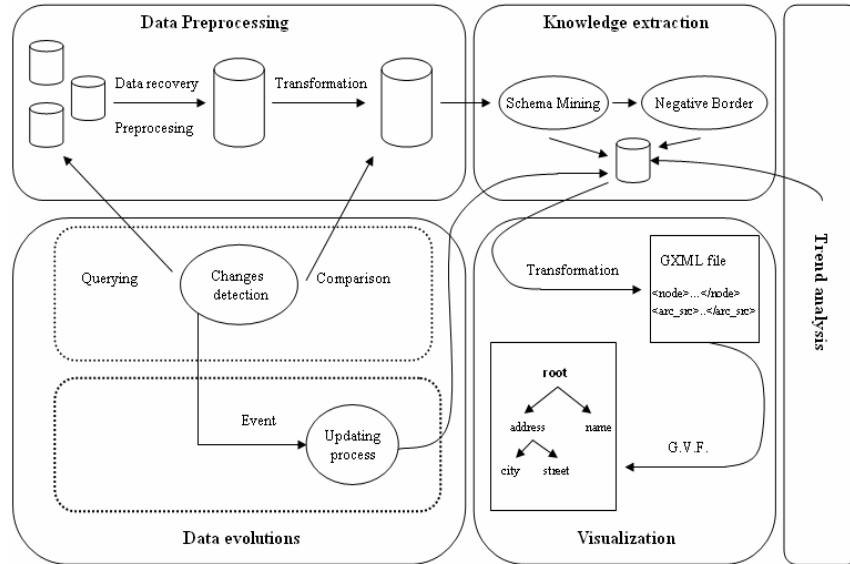 Data Preprocessing
Data recovery
Preprocesing
Transformation
Knowledge extraction
Schema Mining
Negative Border
Trend analysis
Querying
Changes
detection
Comparison
Event
Updating
process
Data evolutions
Transformation
GXML file
<node>...</node>
<arc_src>..</arc_src>
root
address
name
city
street
G.V.F.
Visualization